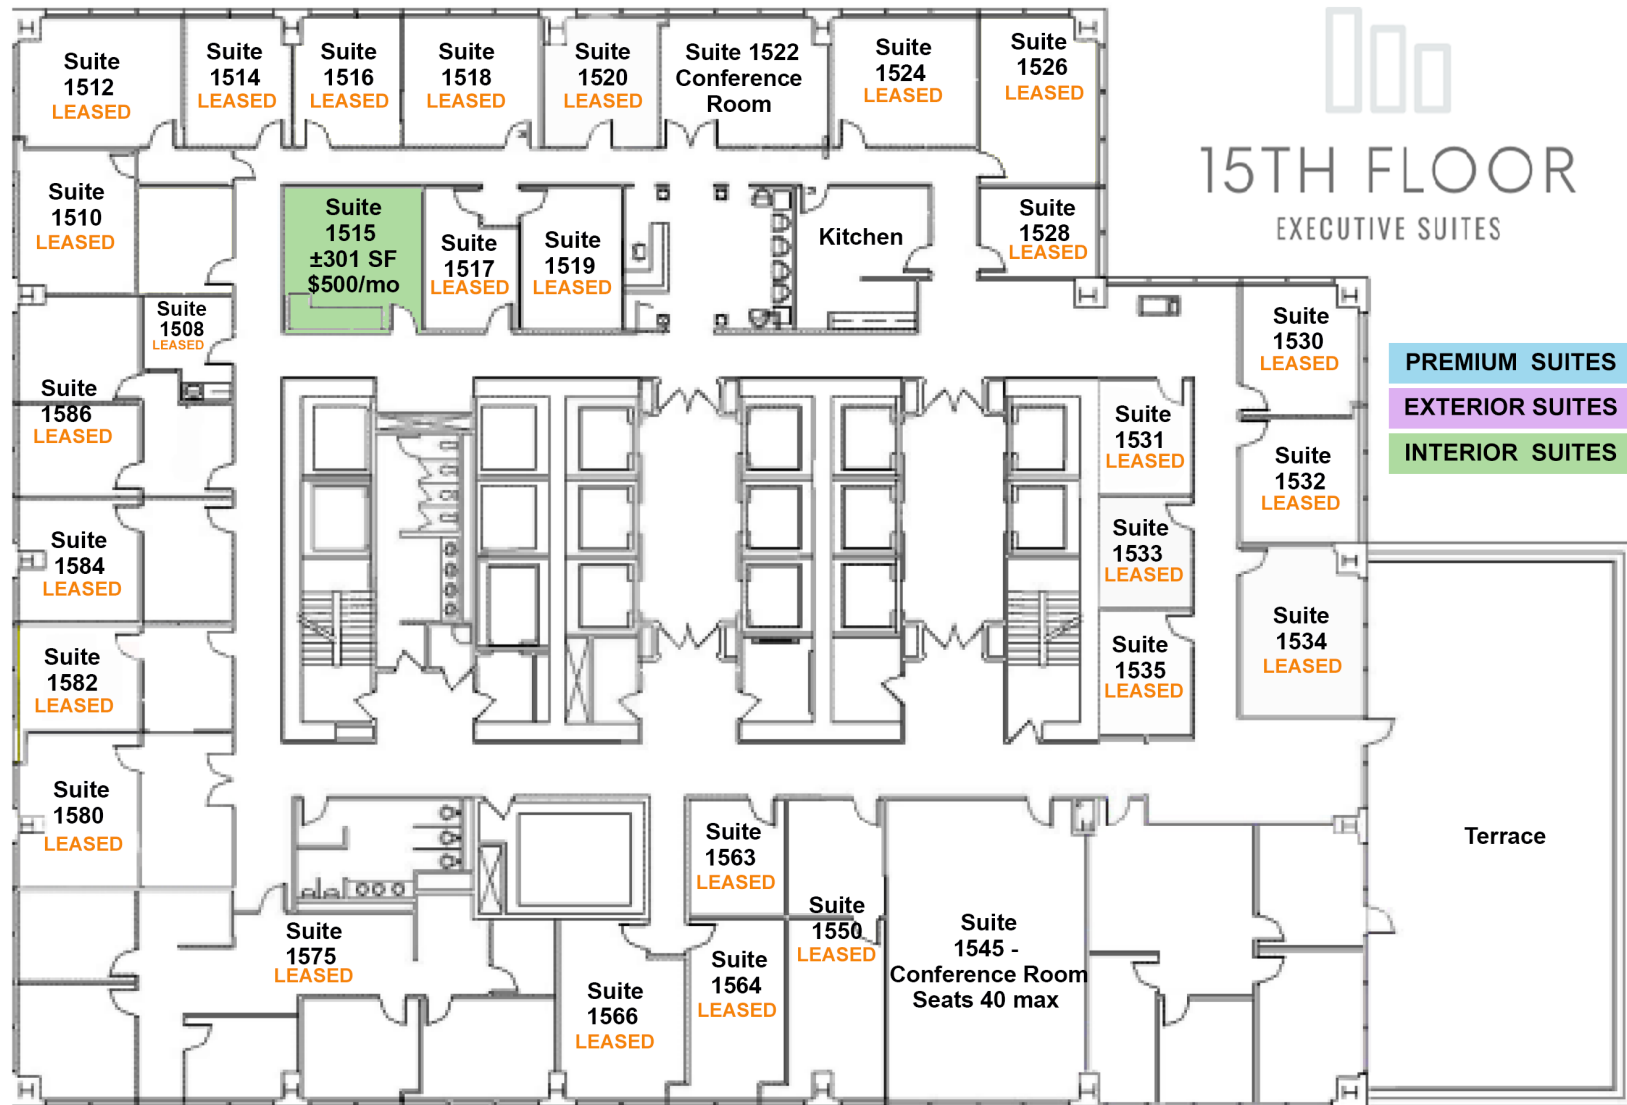 Suite
1512
LEASED
Suite
1514
LEASED
Suite
1516
LEASED
Suite
1518
LEASED
Suite
1520
LEASED
Suite 1522
Conference
Room
Suite
1524
LEASED
Suite
1526
LEASED
15TH FLOOR
EXECUTIVE SUITES
Suite
1510
LEASED
Suite
1515
±301 SF
$500/mo
Suite
1517
LEASED
Suite
1519
LEASED
Kitchen
Suite
1528
LEASED
Suite
1508
LEASED
Suite
1530
LEASED
PREMIUM SUITES
EXTERIOR SUITES
INTERIOR SUITES
Suite
1586
LEASED
Suite
1531
LEASED
Suite
1532
LEASED
Suite
1584
LEASED
Suite
1533
LEASED
Suite
1534
LEASED
Suite
1582
LEASED
Suite
1535
LEASED
Suite
1580
LEASED
Suite
1563
LEASED
Terrace
Suite
1575
LEASED
Suite
1550
LEASED
Suite
1545 -
Conference Room
Seats 40 max
Suite
1564
LEASED
Suite
1566
LEASED